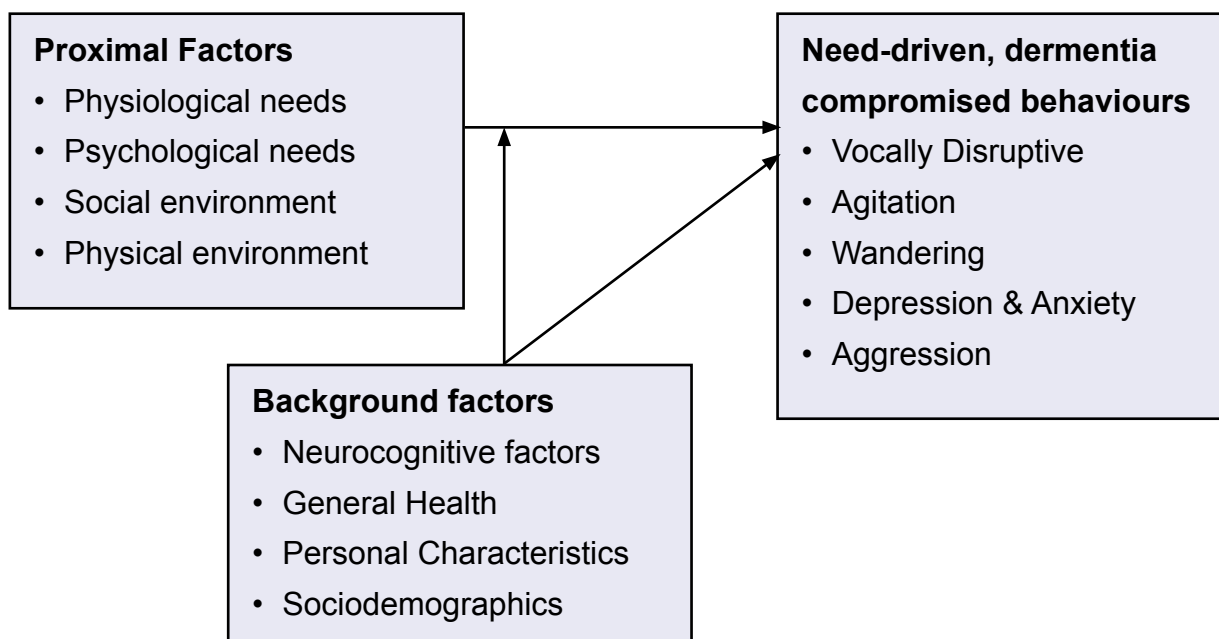 Proximal Factors
• Physiological needs
• Psychological needs
• Social environment
• Physical environment
Need-driven, dermentia
compromised behaviours
• Vocally Disruptive
• Agitation
• Wandering
• Depression & Anxiety
• Aggression
Background factors
• Neurocognitive factors
• General Health
• Personal Characteristics
• Sociodemographics